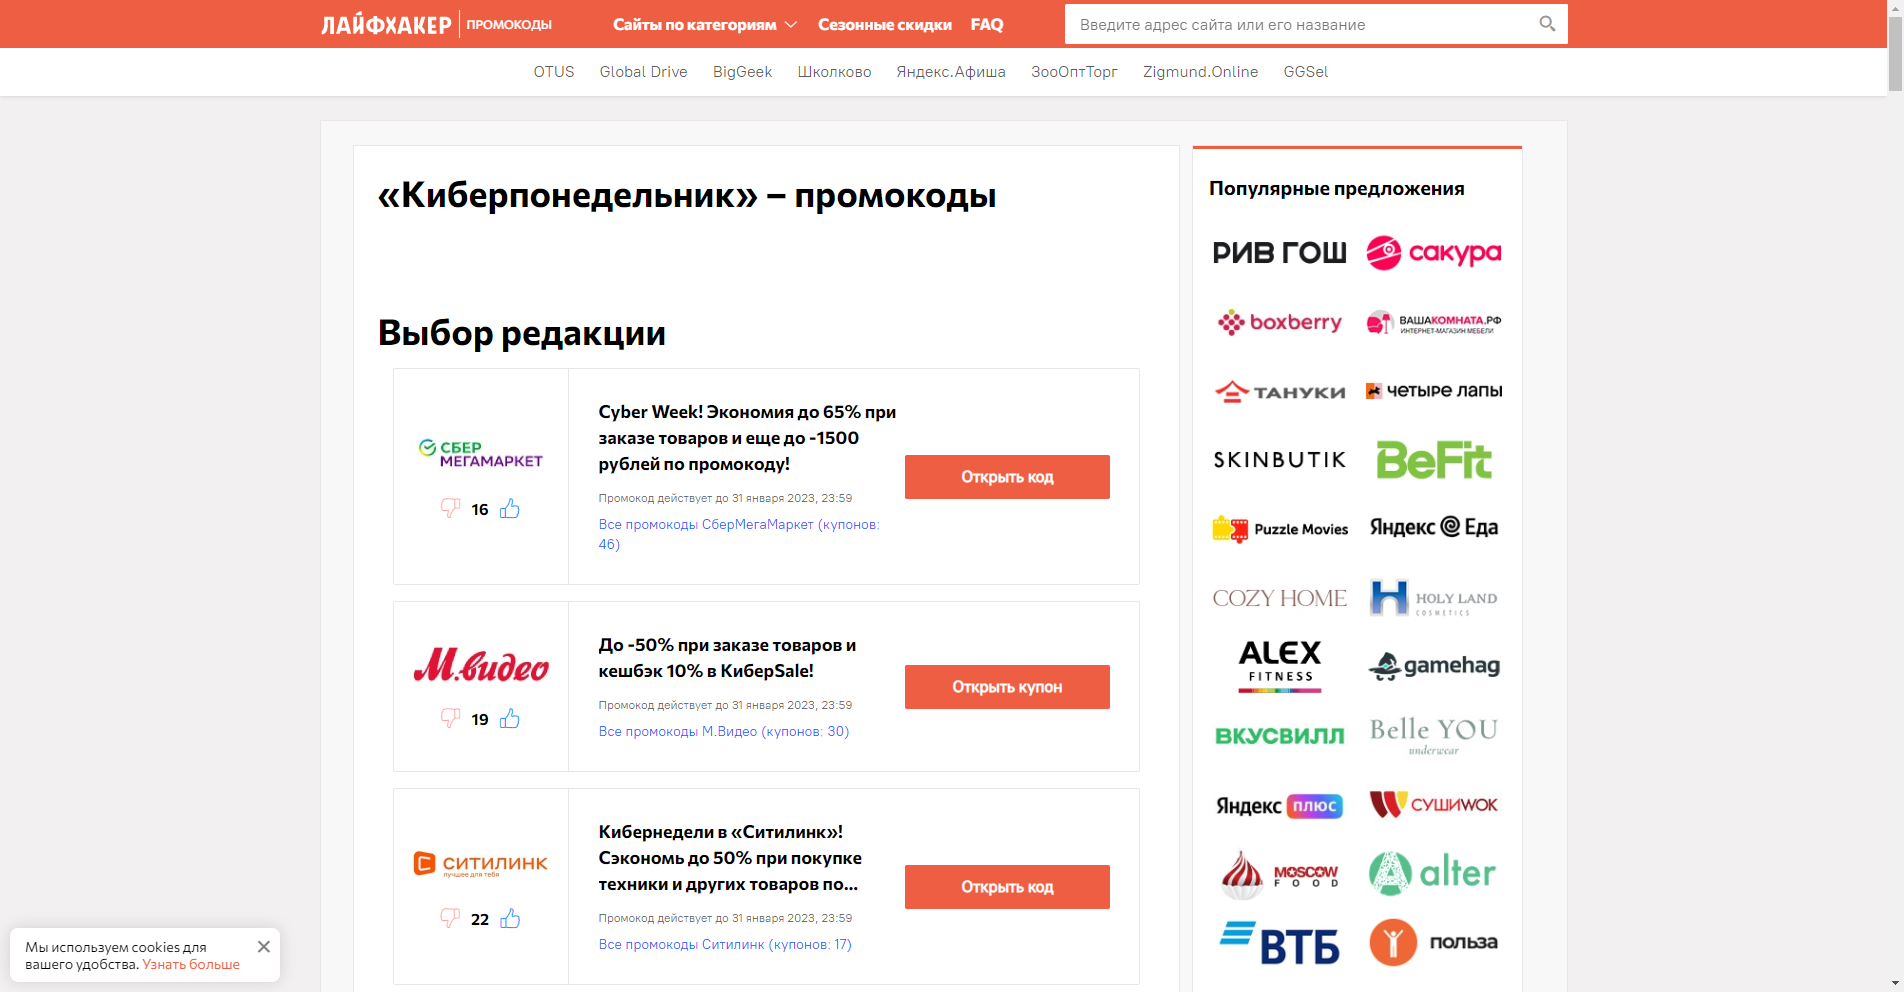 ЛАЙФХАКЕР ПРОМОКОДЫ
Сайты по категориям
Сезонные скидки
FAQ
Введите адрес сайта или его название
OTUS
Global Drive
BigGeek
Школково
Яндекс.Афиша
ЗооОптТорг
Zigmund.Online
GGSel
«Киберпонедельник» – промокоды
Выбор редакции
СБЕР
МЕГАМАРКЕТ
16
Cyber Week! Экономия до 65% при
заказе товаров и еще до -1500
рублей по промокоду!
Промокод действует до 31 января 2023, 23:59
Все промокоды СберМегаМаркет (купонов:
46)
Открыть код
М.видео
19
До -50% при заказе товаров и
кешбэк 10% в КиберSale!
Промокод действует до 31 января 2023, 23:59
Все промокоды М.Видео (купонов: 30)
Открыть купон
СИТИЛИНК
лучшее для тебя
22
Кибернедели в «Ситилинк»!
Сэкономь до 50% при покупке
техники и других товаров по...
Промокод действует до 31 января 2023, 23:59
Все промокоды Ситилинк (купонов: 17)
Открыть код
Популярные предложения
РИВ ГОШ
сакура
boxberry
ВАШАКОМНАТА.РФ
ИНТЕРНЕТ-МАГАЗИН МЕБЕЛИ
ТАНУКИ
ЧЕТЫРЕ ЛАПЫ
SKINBUTIK
BeFit
Puzzle Movies
Яндекс Еда
COZY HOME
HOLY LAND
COSMETICS
ALEX
FITNESS
gamehag
ВКУСВИЛЛ
Belle YOU
underwear
Яндекс плюс
СУШИWOK
MOSCOW
FOOD
alter
ВТБ
польза
Мы используем cookies для
вашего удобства. Узнать больше